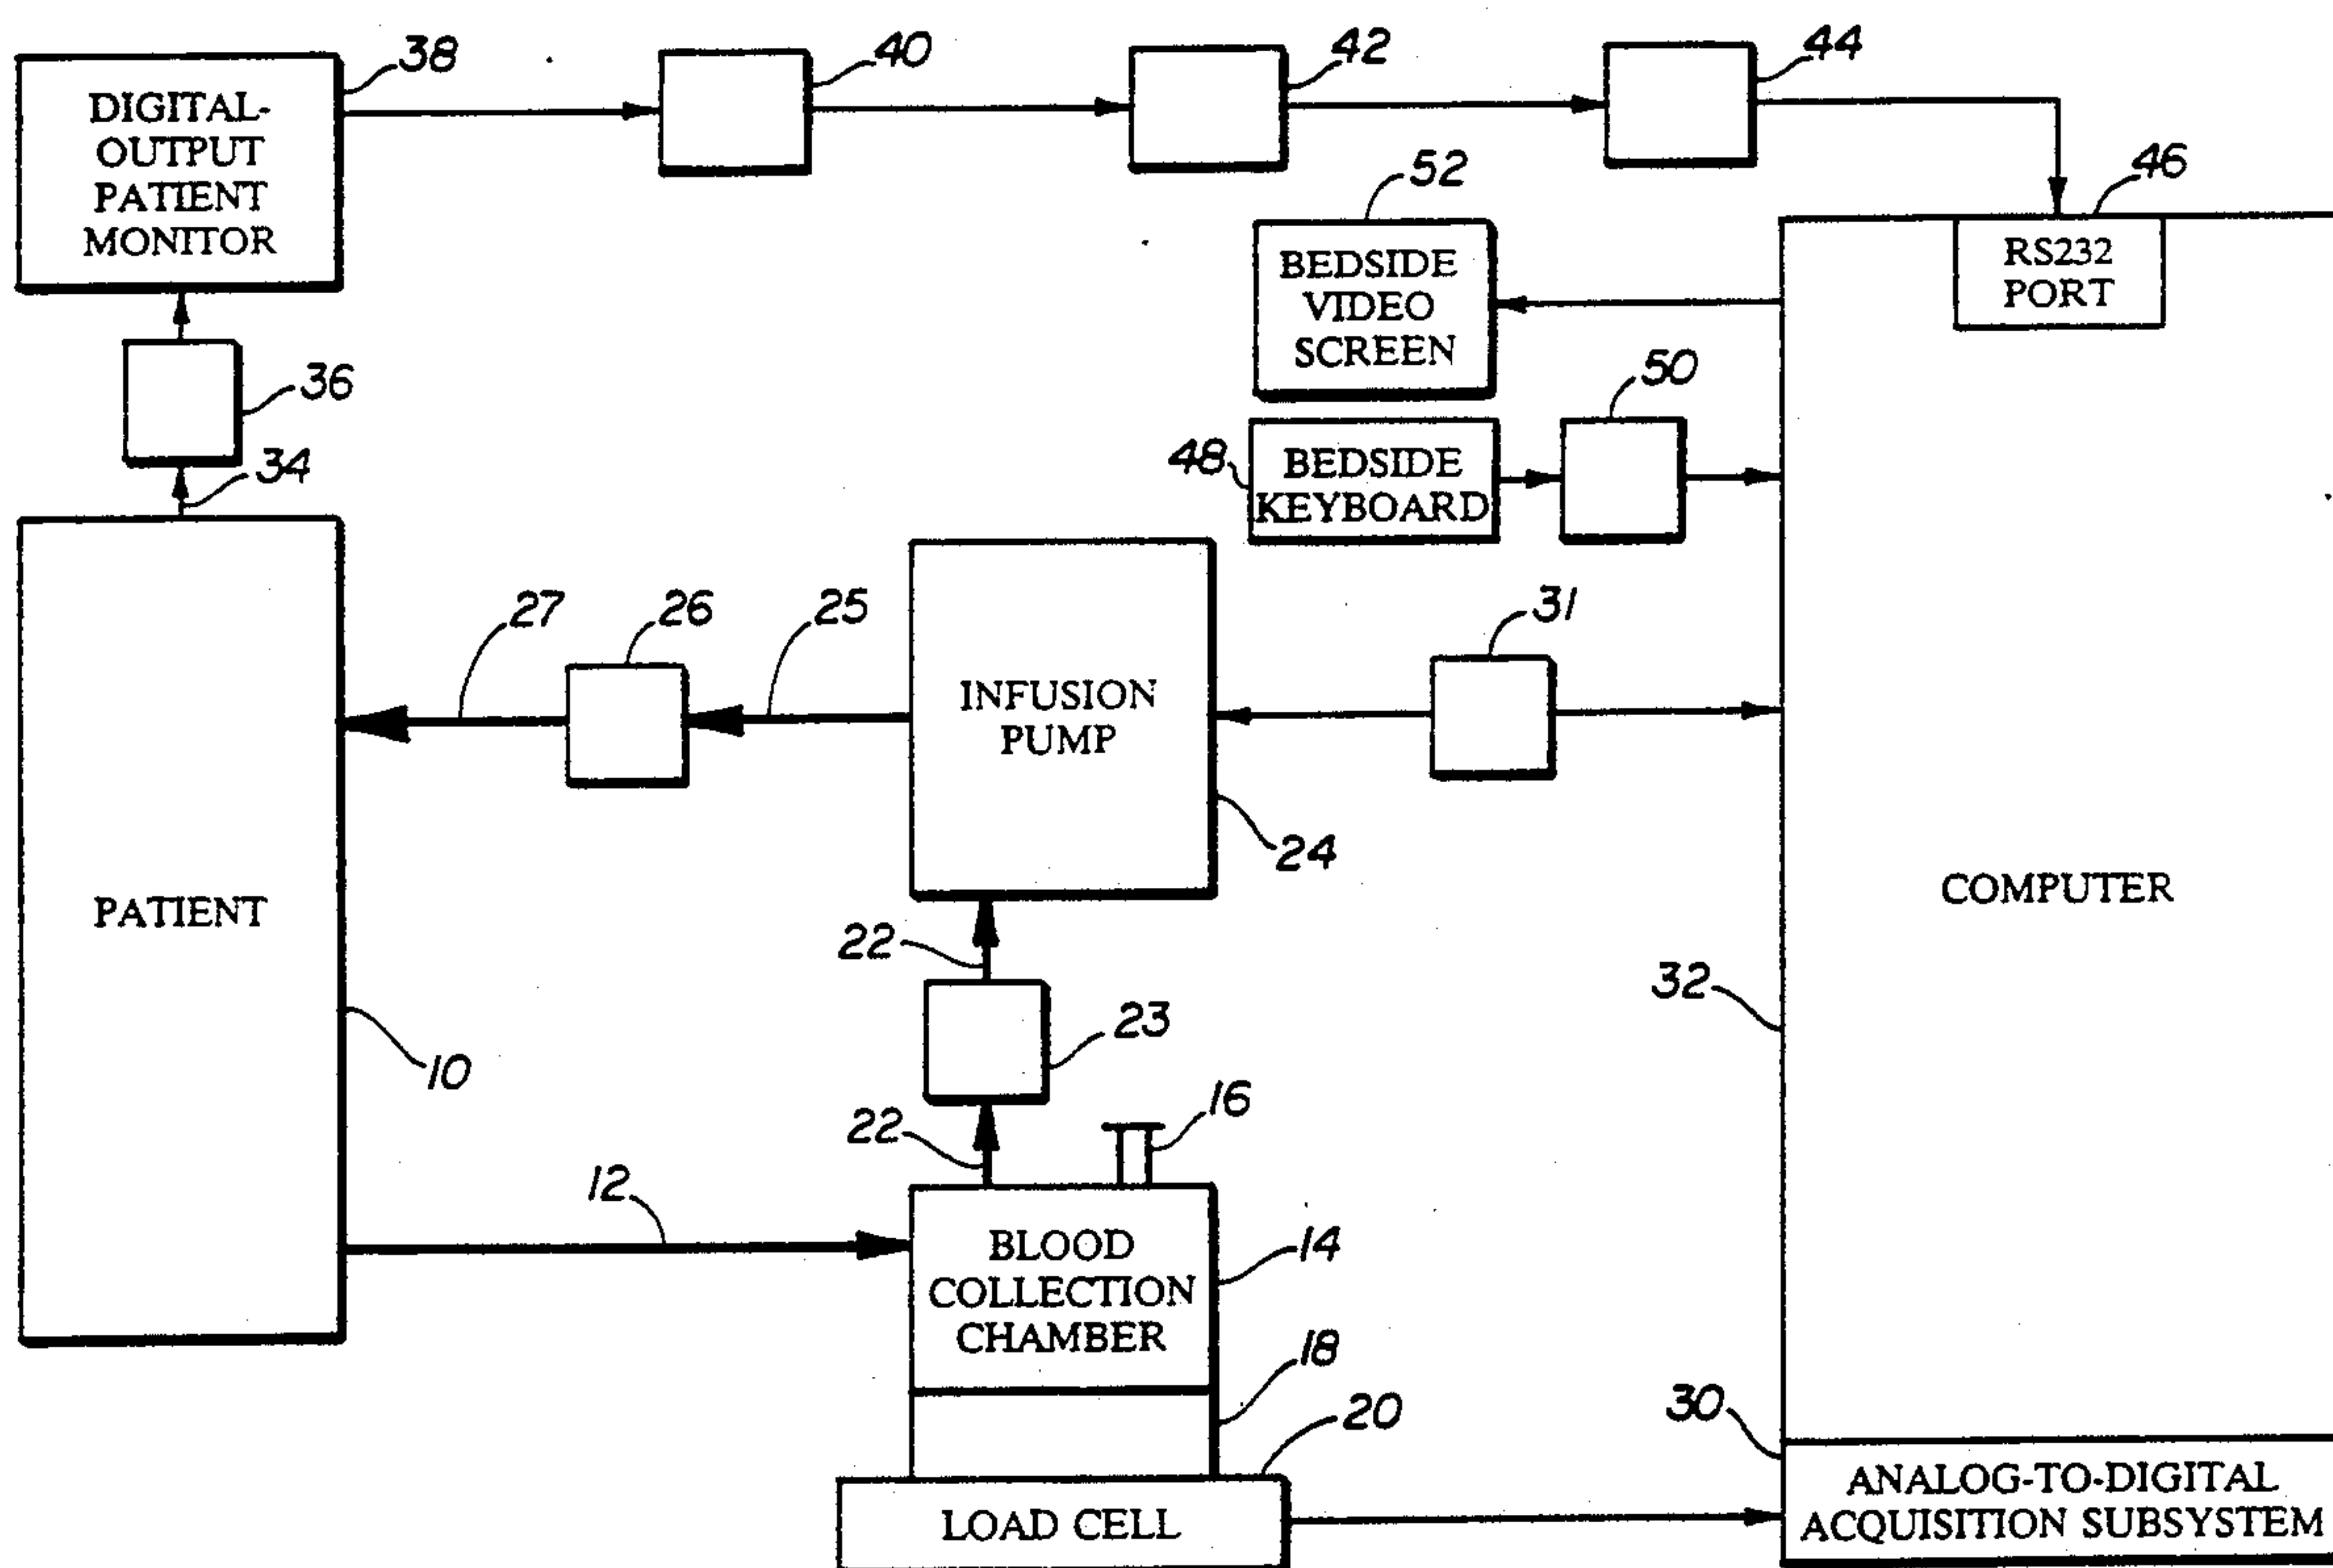 38
40
42
44
DIGITAL-
OUTPUT
PATIENT
MONITOR
52
46
BEDSIDE
VIDEO
SCREEN
RS232
PORT
36
50
34
48
BEDSIDE
KEYBOARD
27
26
25
31
INFUSION
PUMP
24
PATIENT
COMPUTER
22
32
23
10
16
22
12
BLOOD
COLLECTION
CHAMBER
14
18
20
30
LOAD CELL
ANALOG-TO-DIGITAL
ACQUISITION SUBSYSTEM